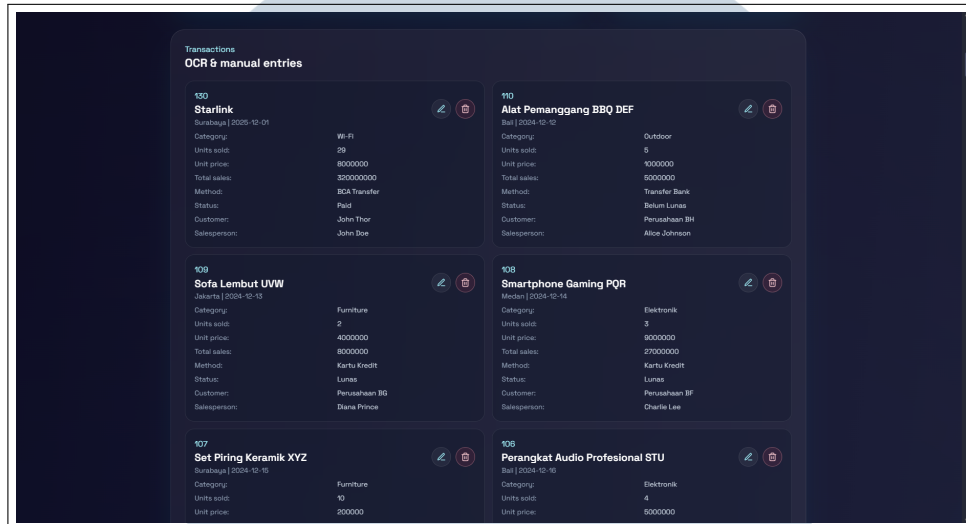 Transactions
OCR & manual entries
130
Starlink
Surabaya | 2025-12-01
Category: Wi-Fi
Units sold: 29
Unit price: 8000000
Total sales: 320000000
Method: BCA Transfer
Status: Paid
Customer: John Thor
Salesperson: John Doe
110
Alat Pemanggang BBQ DEF
Bali | 2024-12-12
Category: Outdoor
Units sold: 5
Unit price: 1000000
Total sales: 5000000
Method: Transfer Bank
Status: Belum Lunas
Customer: Perusahaan BH
Salesperson: Alice Johnson
109
Sofa Lembut UVW
Jakarta | 2024-12-13
Category: Furniture
Units sold: 2
Unit price: 4000000
Total sales: 8000000
Method: Kartu Kredit
Status: Lunas
Customer: Perusahaan BG
Salesperson: Diana Prince
108
Smartphone Gaming PQR
Medan | 2024-12-14
Category: Elektronik
Units sold: 3
Unit price: 9000000
Total sales: 27000000
Method: Kartu Kredit
Status: Lunas
Customer: Perusahaan BF
Salesperson: Charlie Lee
107
Set Piring Keramik XYZ
Surabaya | 2024-12-15
Category: Furniture
Units sold: 10
Unit price: 200000
106
Perangkat Audio Profesional STU
Bali | 2024-12-16
Category: Elektronik
Units sold: 4
Unit price: 5000000